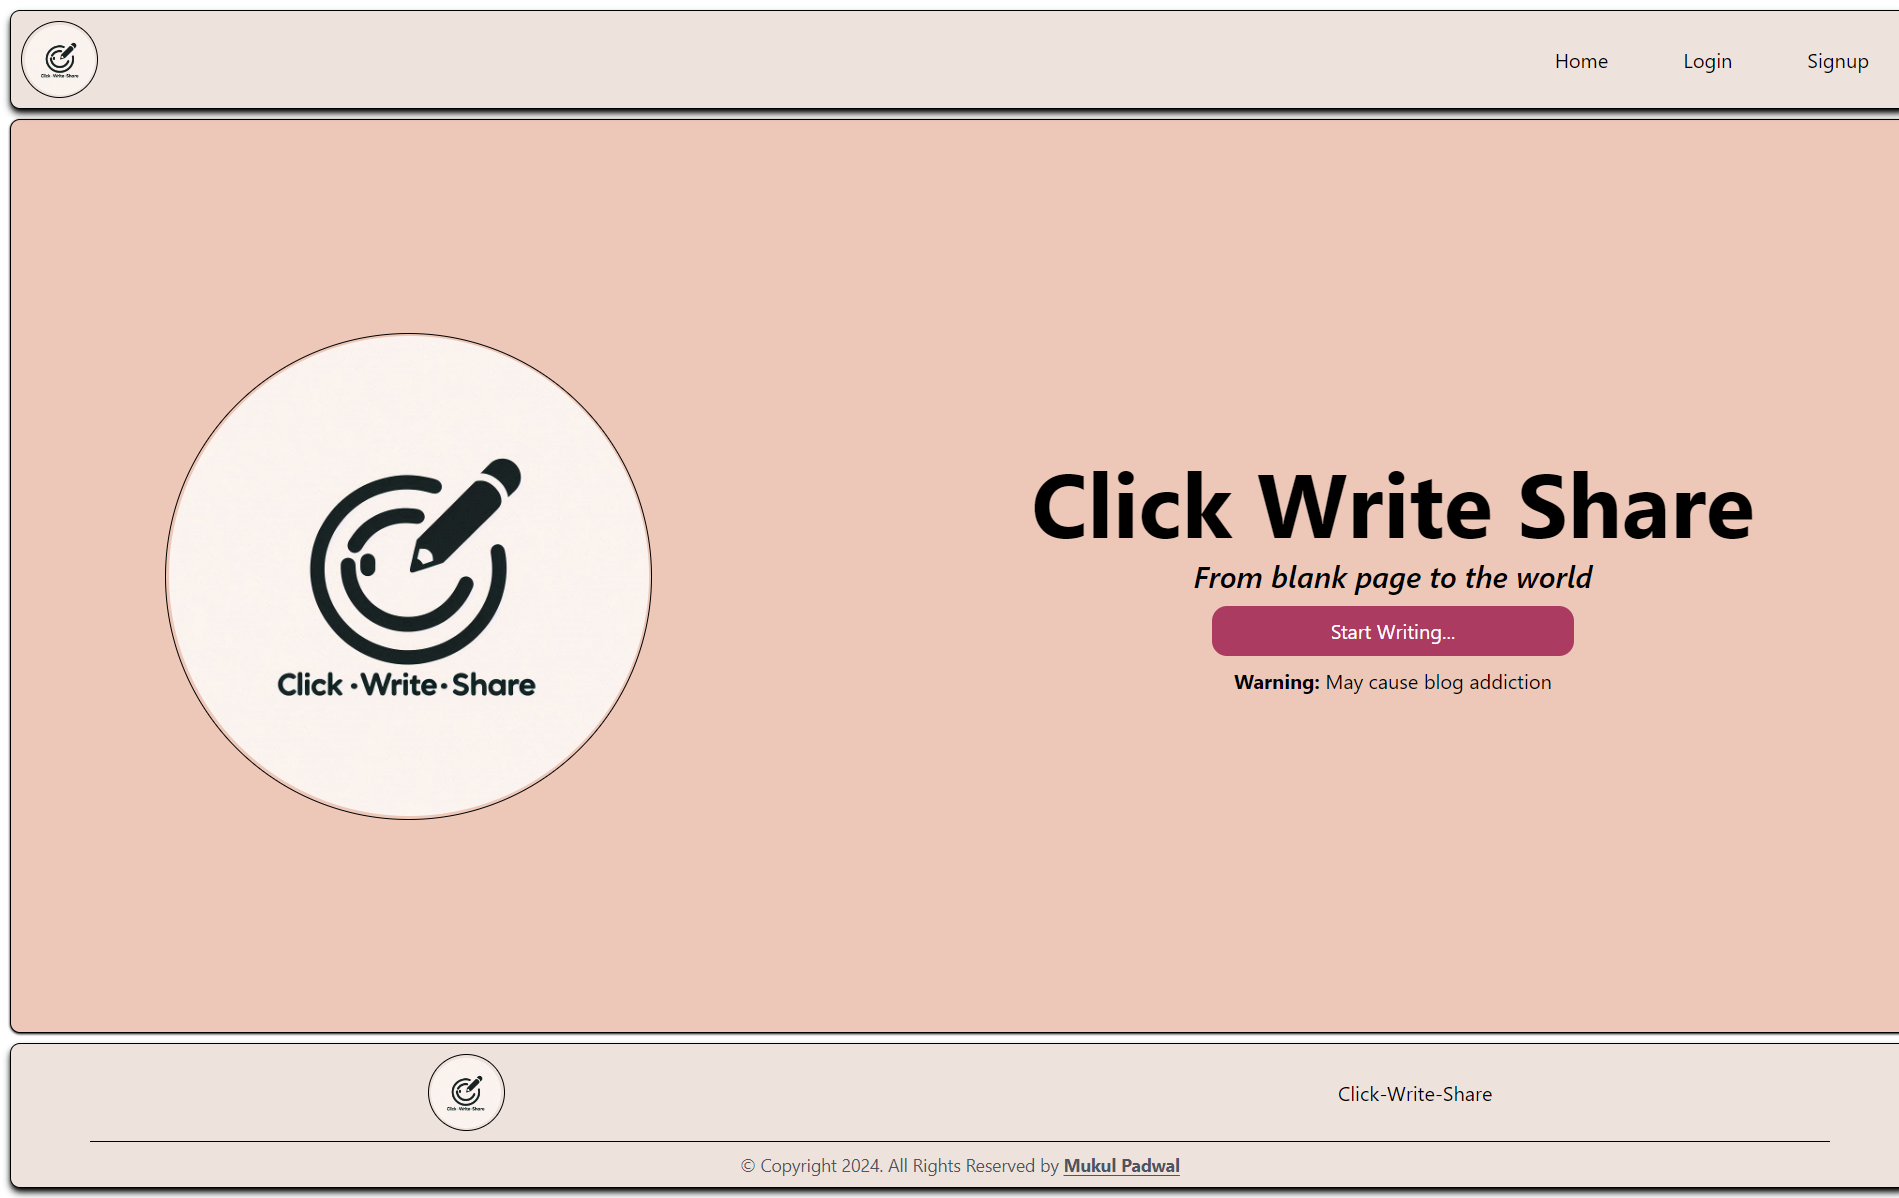 Click·Write·Share
Home
Login
Signup
Click ·Write· Share
Click Write Share
From blank page to the world
Start Writing...
Warning: May cause blog addiction
Click·Write·Share
Click-Write-Share
© Copyright 2024. All Rights Reserved by Mukul Padwal